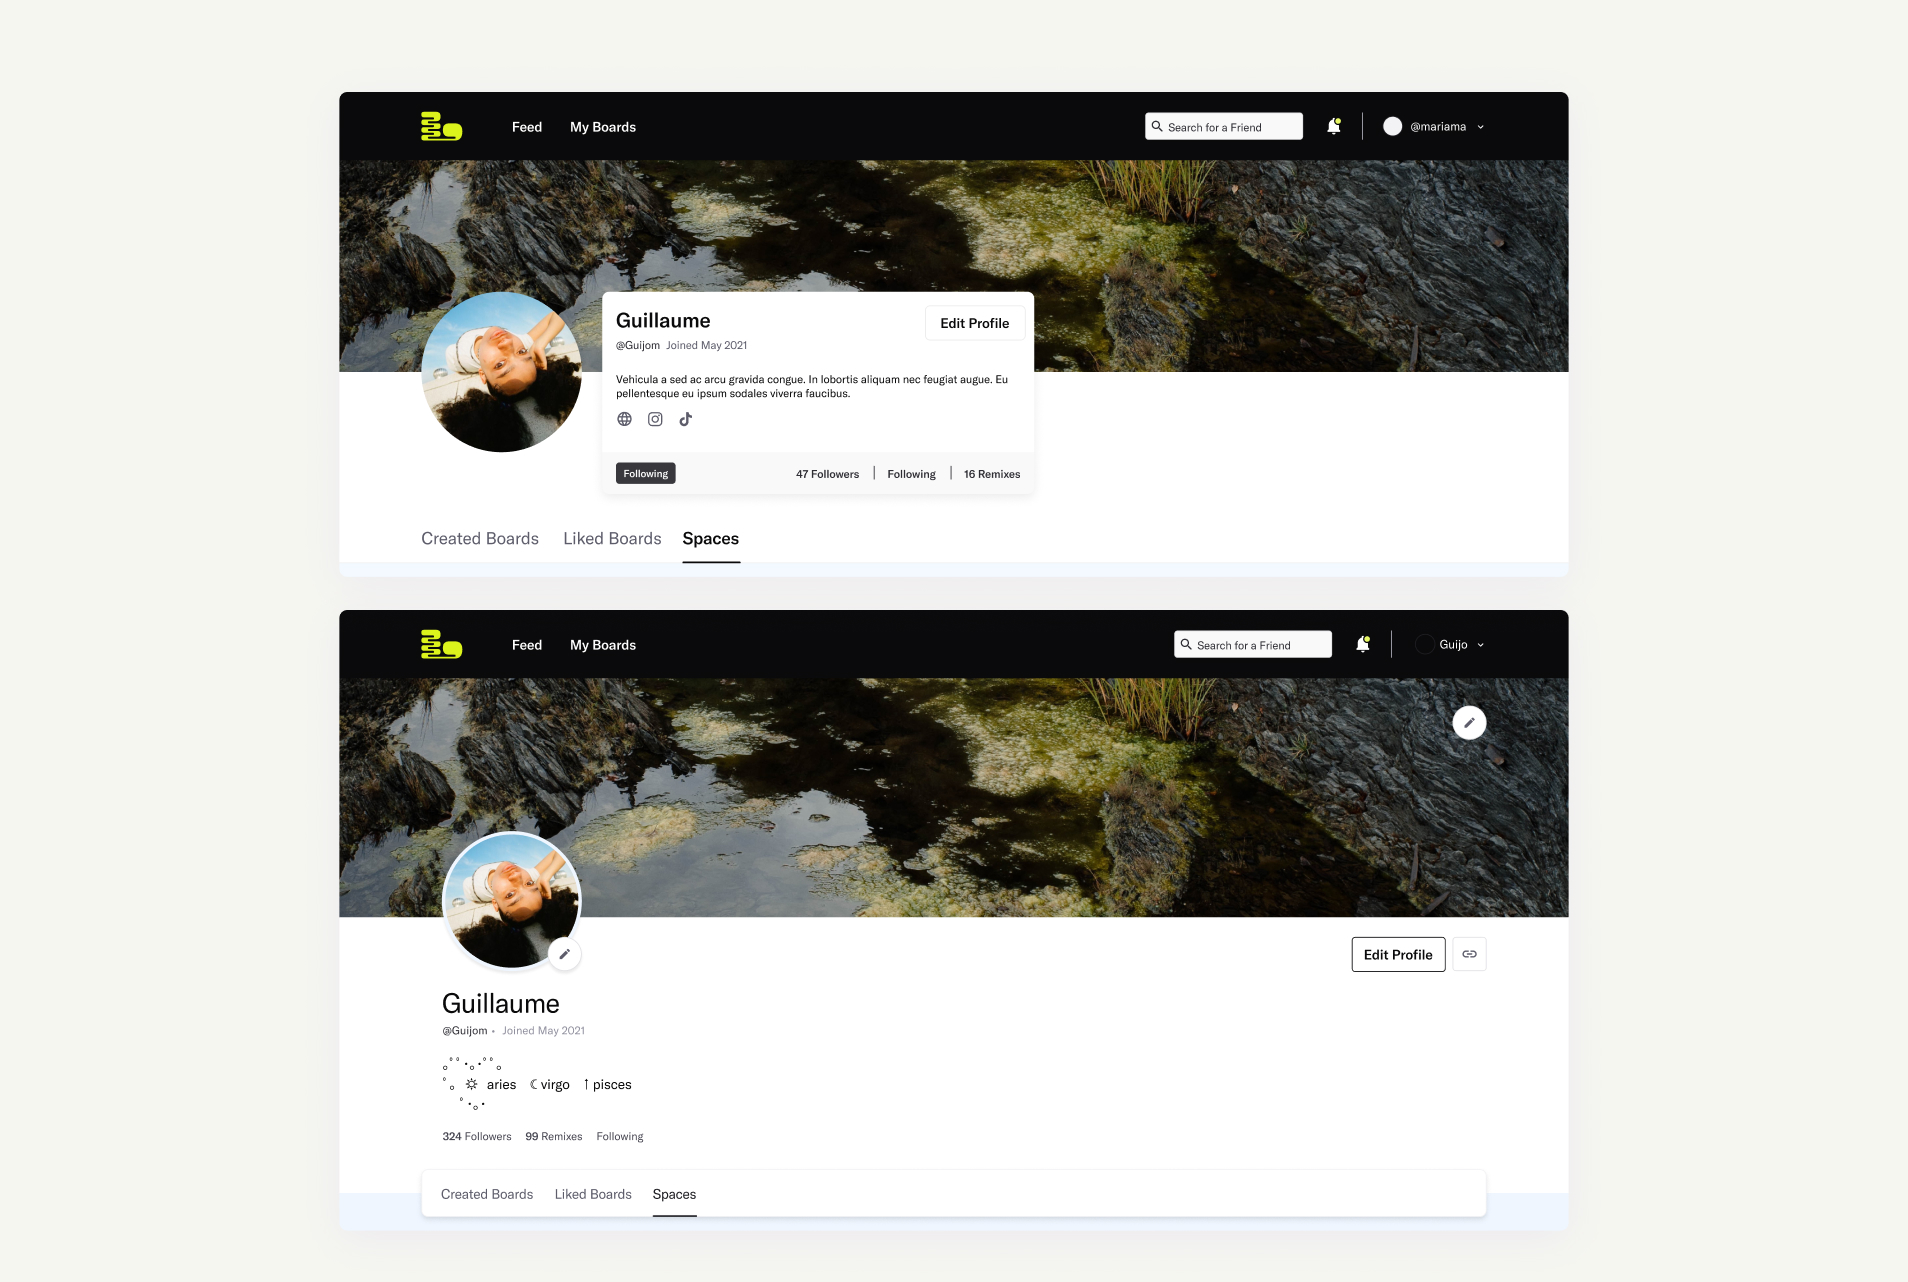 Feed My Boards Search for a Friend @mariama
Guillaume Edit Profile
@Guijom Joined May 2021
Vehicula a sed ac arcu gravida congue. In lobortis aliquam nec feugiat augue. Eu
pellentesque eu ipsum sodales viverra faucibus.
Following 47 Followers Following 16 Remixes
Created Boards Liked Boards Spaces
Feed My Boards Search for a Friend Guijo
Edit Profile
Guillaume
@Guijom • Joined May 2021
｡ﾟﾟ･｡･ﾟﾟ｡
ﾟ｡ ☼ aries ☾virgo ↑pisces
ﾟ･｡･
324 Followers 99 Remixes Following
Created Boards Liked Boards Spaces